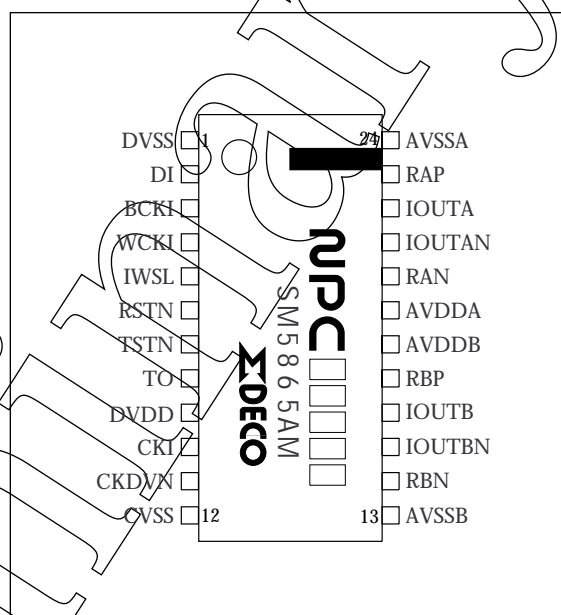 DVSS 1 24 AVSSA
DI RAP
BCKI IOUTA
WCKI IOUTAN
IWSL RAN
RSTN AVDDA
TSTN AVDDB
TO RBP
DVDD IOUTB
CKI IOUTBN
CKDVN RBN
CVSS 12 13 AVSSB
NPC
SM5865AM
DECO